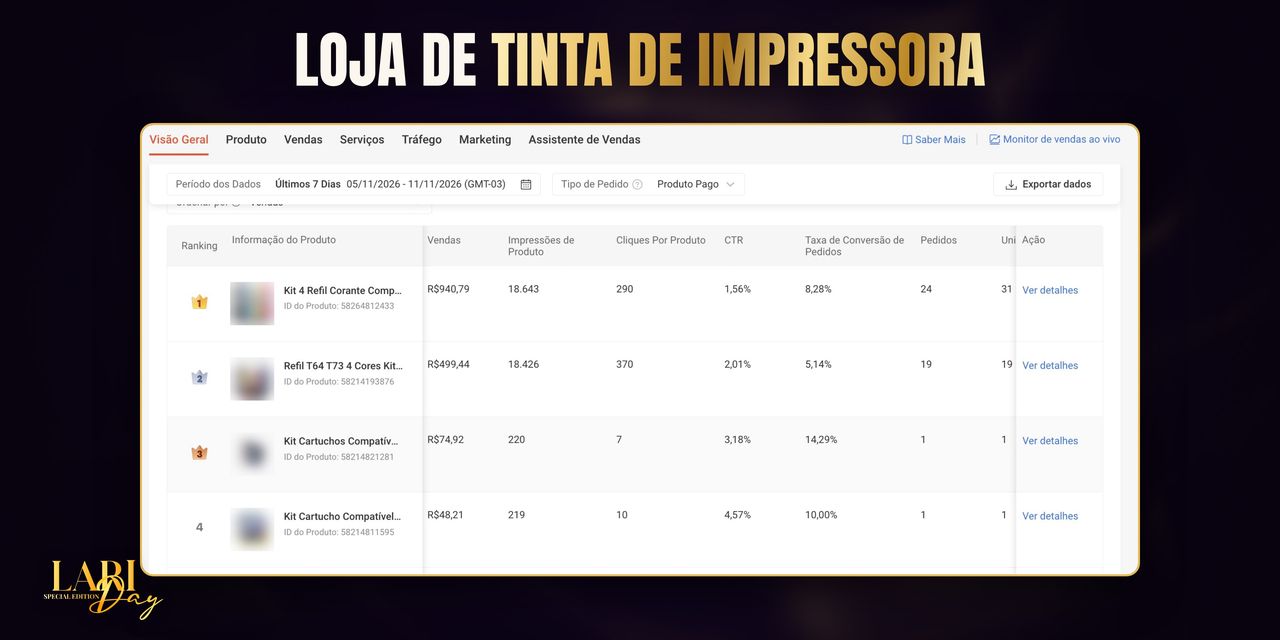 LOJA DE TINTA DE IMPRESSORA
Visão Geral Produto Vendas Serviços Tráfego Marketing Assistente de Vendas Saber Mais Monitor de vendas ao vivo
Período dos Dados Últimos 7 Dias 05/11/2026 - 11/11/2026 (GMT-03) Tipo de Pedido Produto Pago Exportar dados
Ordenar por Vendas
Ranking Informação do Produto Vendas Impressões de Produto Cliques Por Produto CTR Taxa de Conversão de Pedidos Pedidos Uni Ação
1 Kit 4 Refil Corante Comp... R$940,79 18.643 290 1,56% 8,28% 24 31 Ver detalhes
ID do Produto: 58264812433
2 Refil T64 T73 4 Cores Kit... R$499,44 18.426 370 2,01% 5,14% 19 19 Ver detalhes
ID do Produto: 58214193876
3 Kit Cartuchos Compatív... R$74,92 220 7 3,18% 14,29% 1 1 Ver detalhes
ID do Produto: 58214821281
4 Kit Cartucho Compatível... R$48,21 219 10 4,57% 10,00% 1 1 Ver detalhes
ID do Produto: 58214811595
LABI
SPECIAL EDITION Day